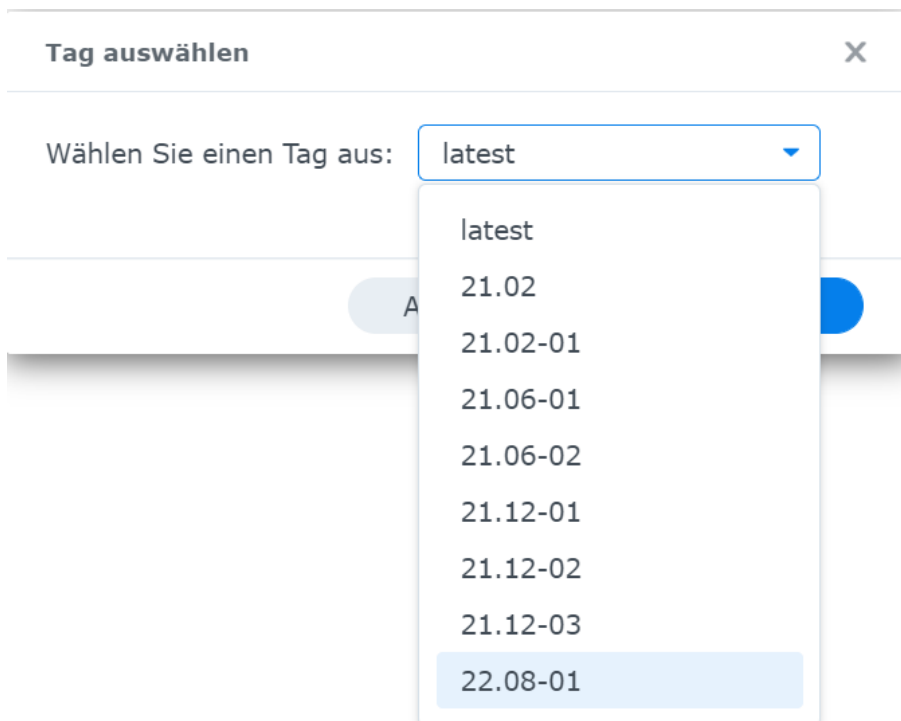 Tag auswählen
Wählen Sie einen Tag aus: latest
latest
21.02
21.02-01
21.06-01
21.06-02
21.12-01
21.12-02
21.12-03
22.08-01